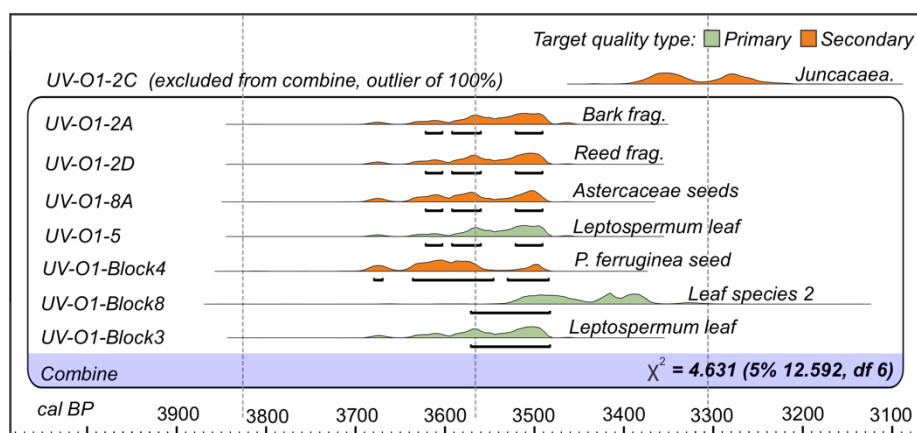 Target quality type: Primary Secondary
UV-O1-2C (excluded from combine, outlier of 100%) Juncacaea.
UV-O1-2A Bark frag.
UV-O1-2D Reed frag.
UV-O1-8A Astercaceae seeds
UV-O1-5 Leptospermum leaf
UV-O1-Block4 P. ferruginea seed
UV-O1-Block8 Leaf species 2
UV-O1-Block3 Leptospermum leaf
Combine χ² = 4.631 (5% 12.592, df 6)
cal BP 3900 3800 3700 3600 3500 3400 3300 3200 3100